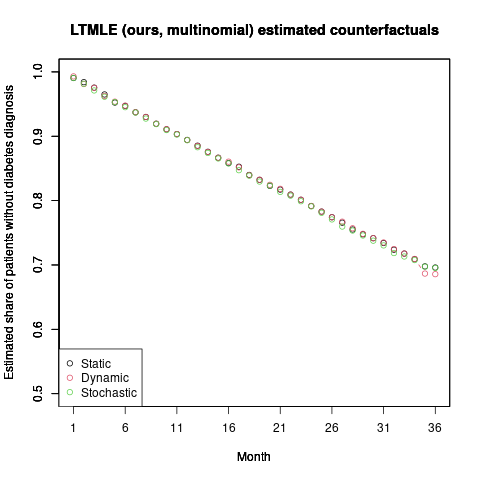 LTMLE (ours, multinomial) estimated counterfactuals
Estimated share of patients without diabetes diagnosis
1.0
0.9
0.8
0.7
0.6
0.5
Static
Dynamic
Stochastic
1 6 11 16 21 26 31 36
Month